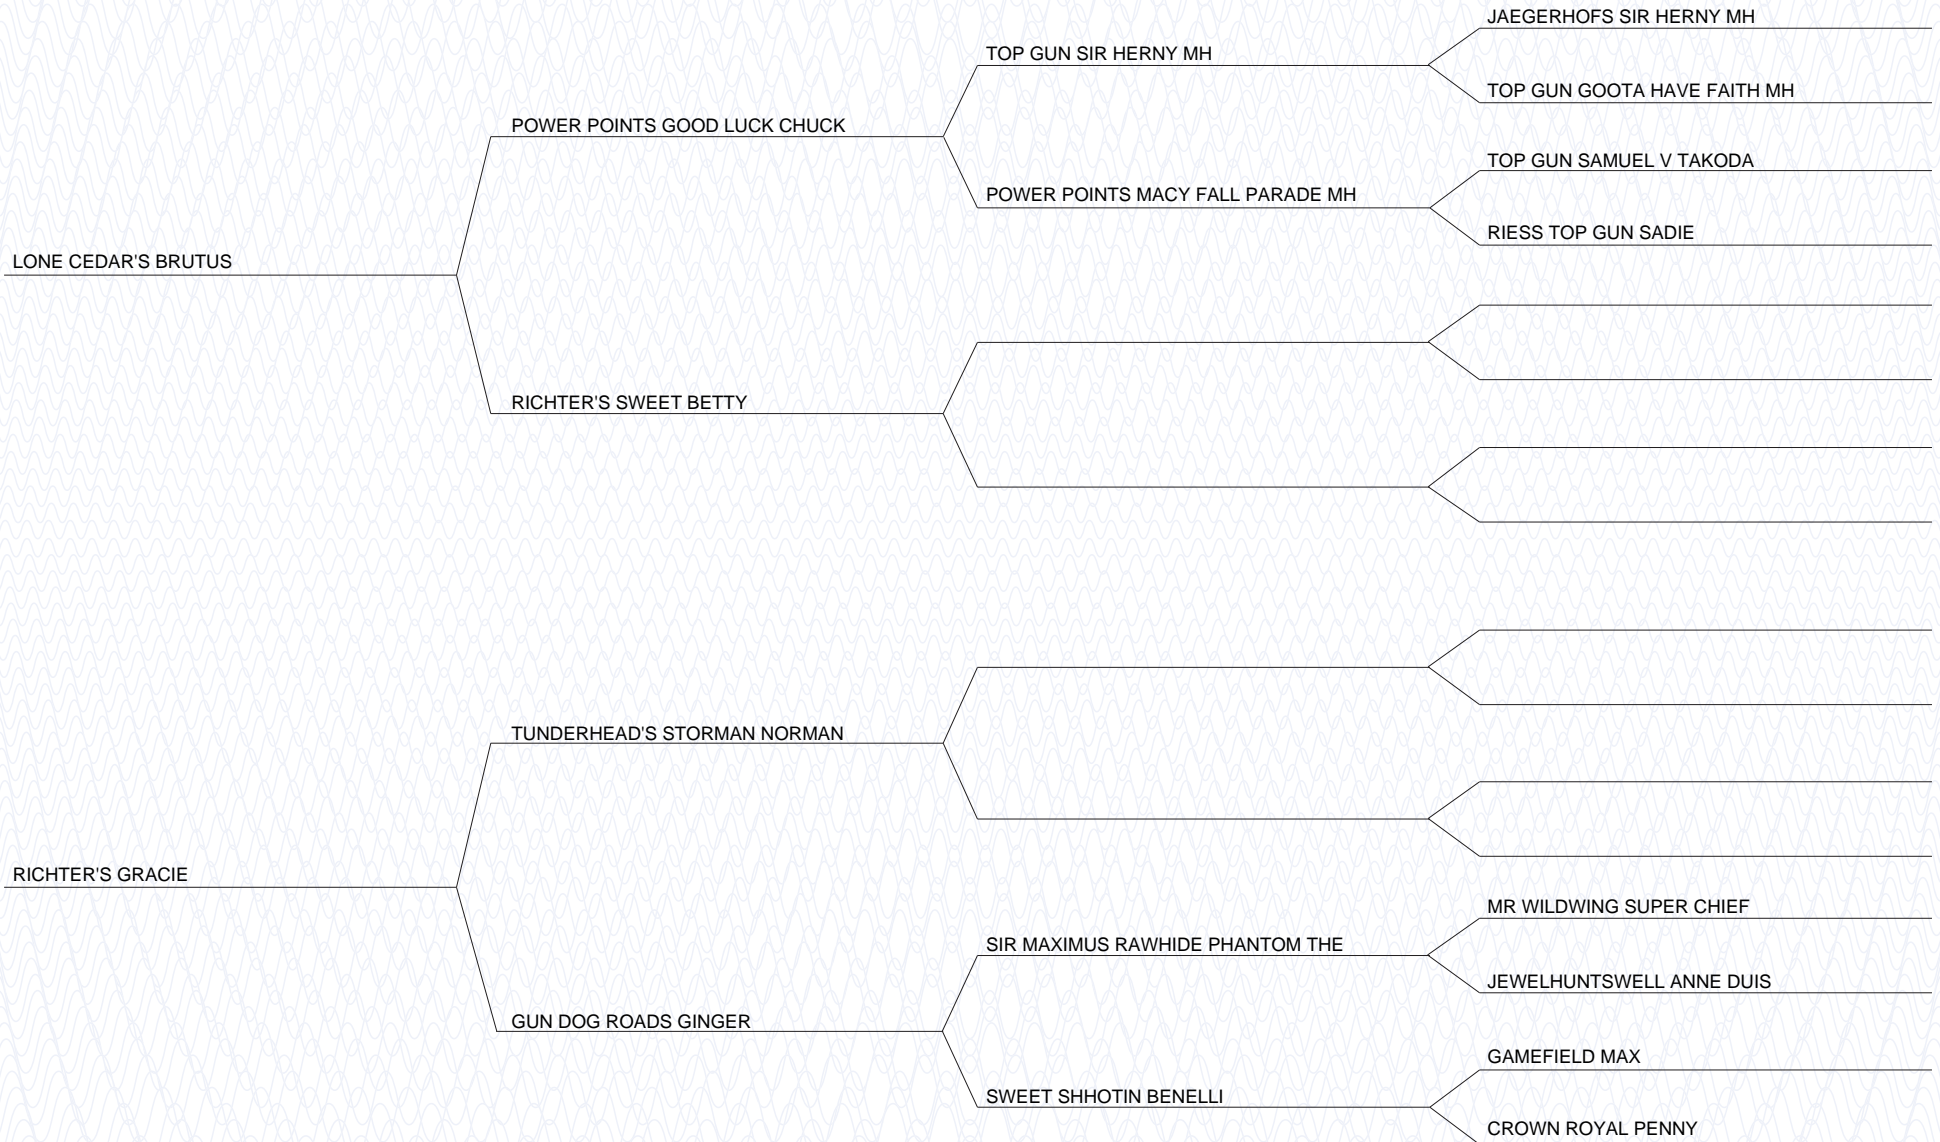 JAEGERHOFS SIR HERNY MH
TOP GUN SIR HERNY MH
TOP GUN GOOTA HAVE FAITH MH
POWER POINTS GOOD LUCK CHUCK
TOP GUN SAMUEL V TAKODA
POWER POINTS MACY FALL PARADE MH
RIESS TOP GUN SADIE
LONE CEDAR'S BRUTUS
RICHTER'S SWEET BETTY
TUNDERHEAD'S STORMAN NORMAN
RICHTER'S GRACIE
MR WILDWING SUPER CHIEF
SIR MAXIMUS RAWHIDE PHANTOM THE
JEWELHUNTSWELL ANNE DUIS
GUN DOG ROADS GINGER
GAMEFIELD MAX
SWEET SHHOTIN BENELLI
CROWN ROYAL PENNY